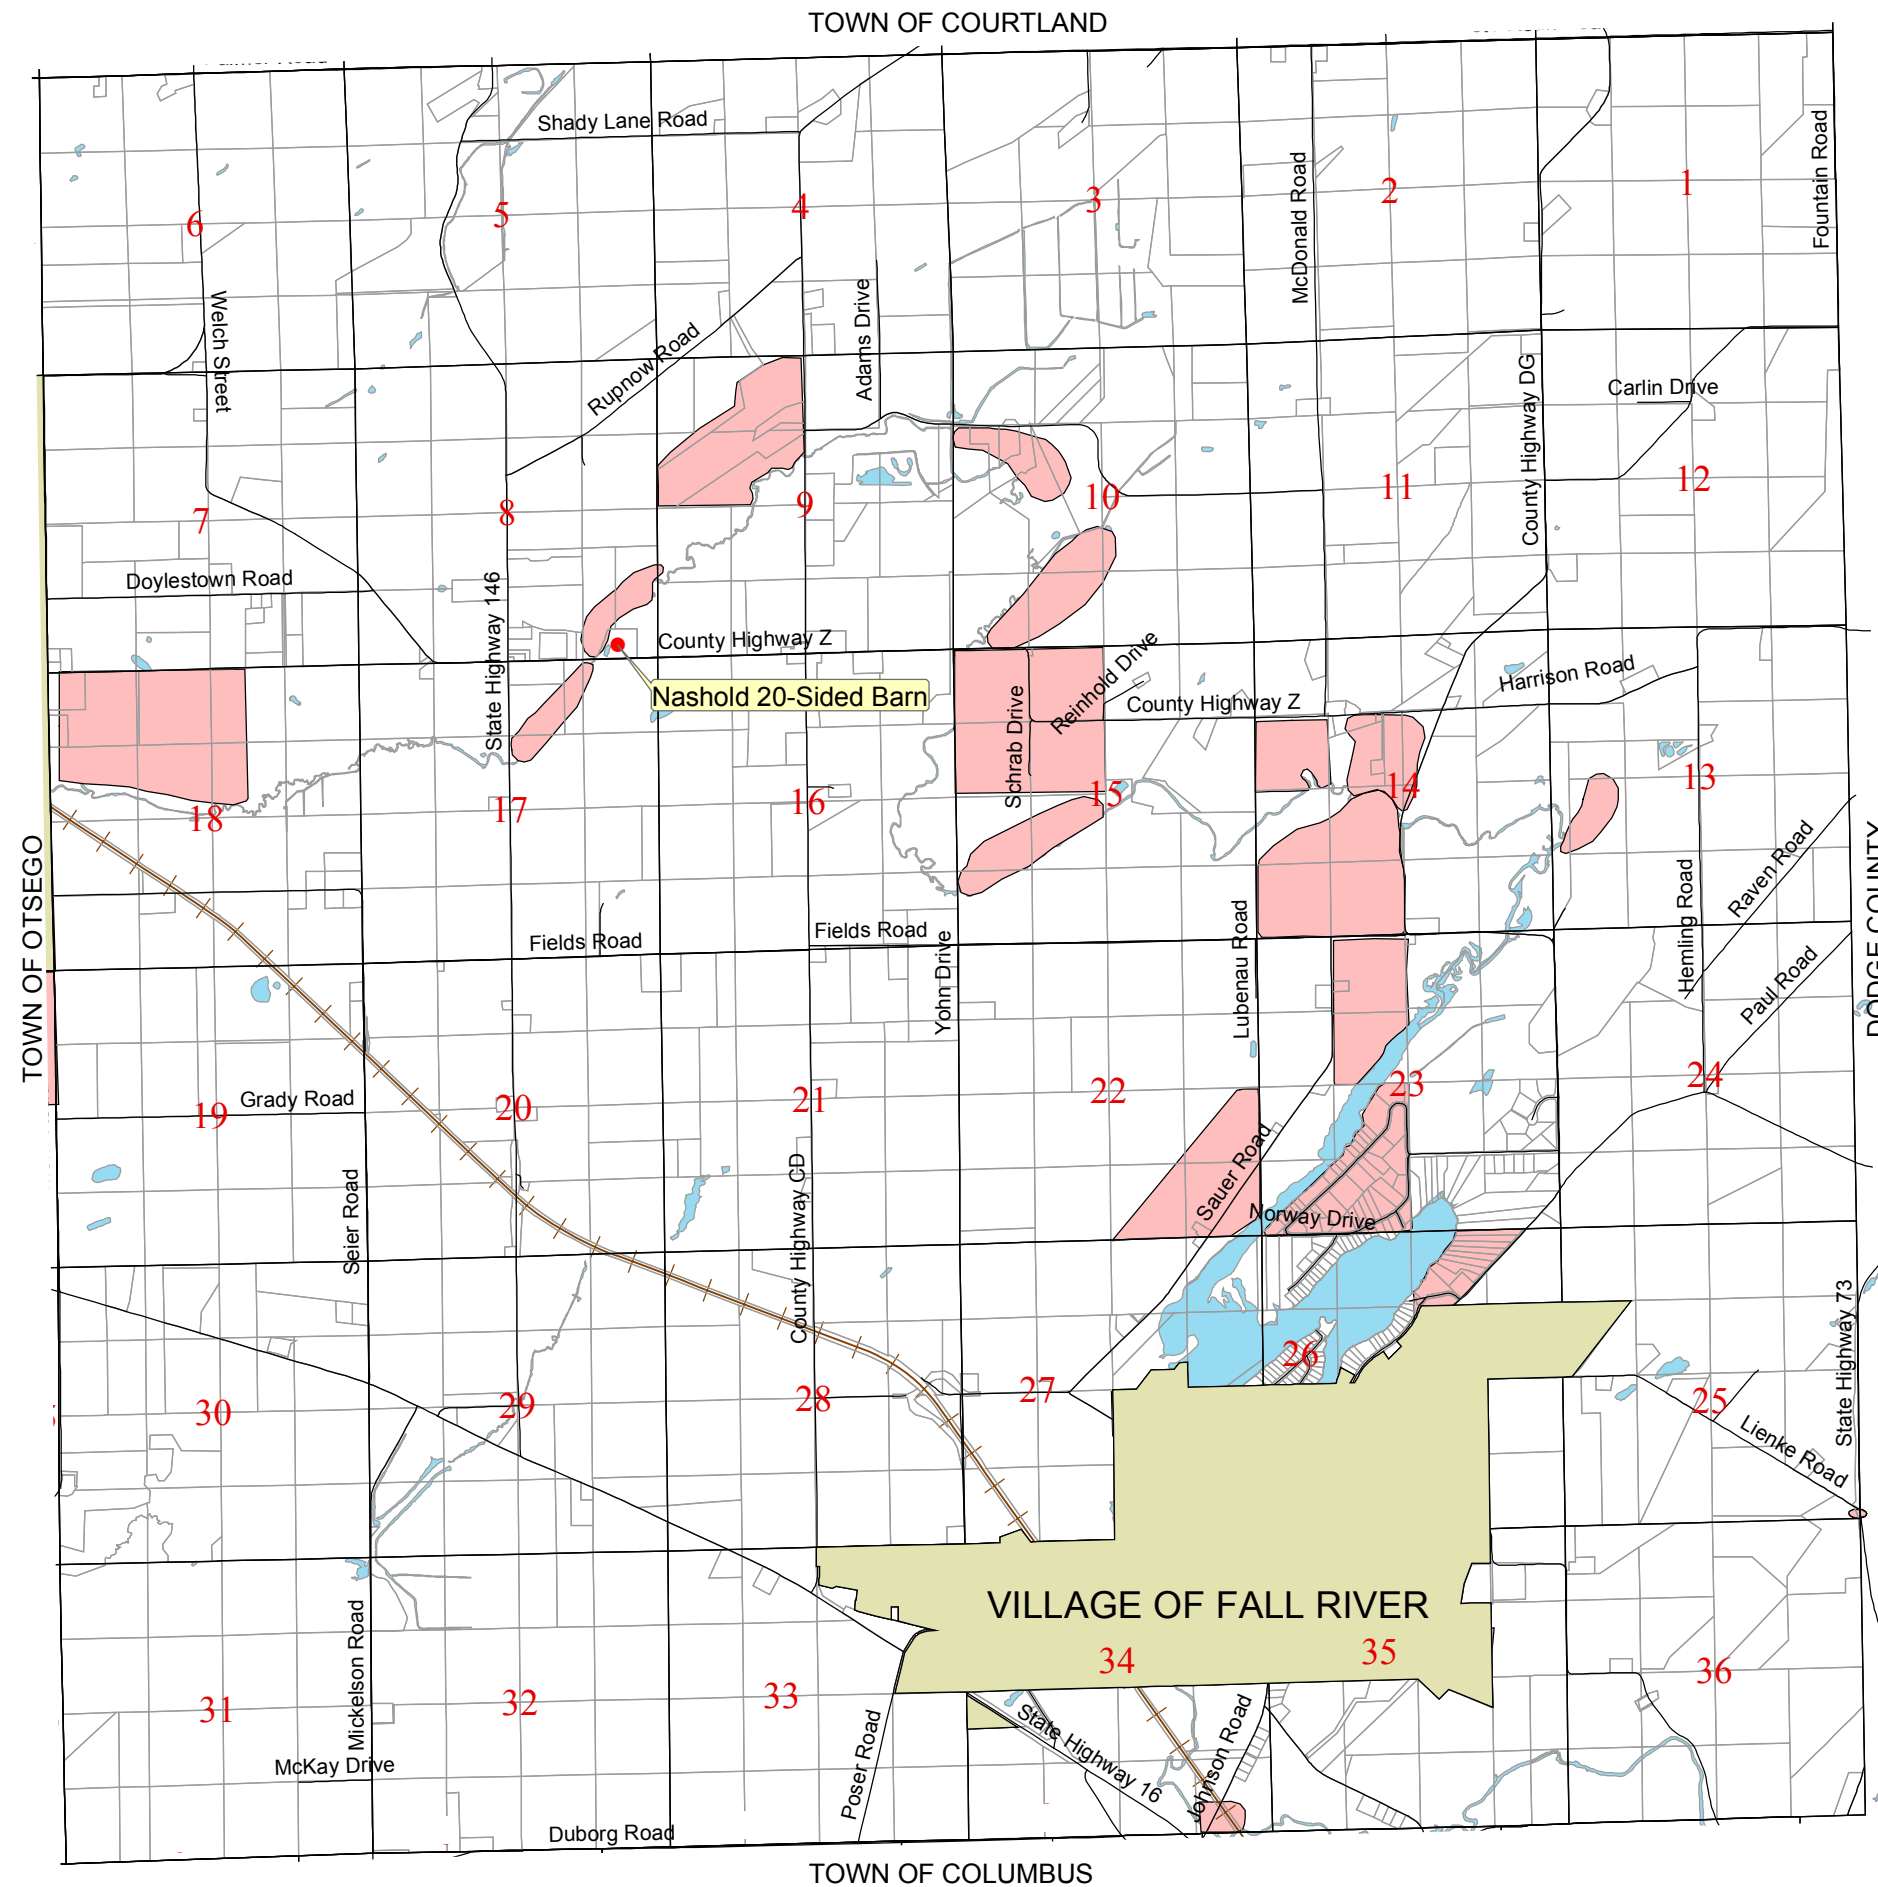 TOWN OF COURTLAND
Shady Lane Road
Fountain Road
McDonald Road
6
5
4
3
2
1
Welch Street
Rupnow Road
Adams Drive
County Highway DG
Carlin Drive
7
8
9
10
11
12
Doylestown Road
State Highway 146
County Highway Z
Nashold 20-Sided Barn
Schrab Drive
Reinhold Drive
County Highway Z
Harrison Road
18
17
16
15
14
13
TOWN OF OTSEGO
DODGE COUNTY
Raven Road
Hemling Road
Paul Road
Fields Road
Fields Road
Yohn Drive
Lubenau Road
19
Grady Road
20
21
22
23
24
Seier Road
County Highway CD
Sauer Road
Norway Drive
State Highway 73
30
29
28
27
26
25
Lienke Road
VILLAGE OF FALL RIVER
31
32
33
34
35
36
Mickelson Road
McKay Drive
Poser Road
State Highway 16
Johnson Road
Duborg Road
TOWN OF COLUMBUS